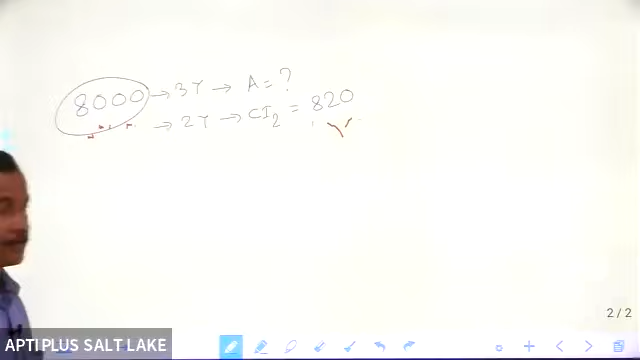 8000 → 3Y → A = ?
→ 2Y → CI₂ = 820
2/2
APTIPLUS SALT LAKE